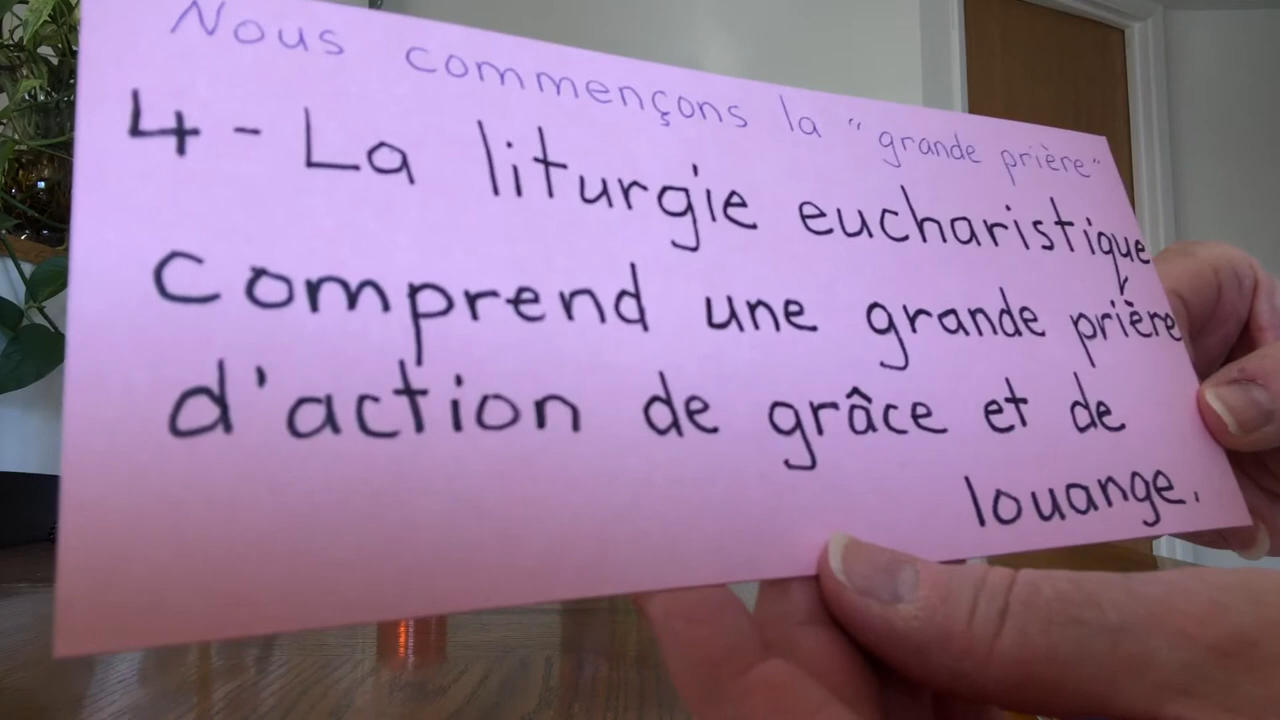 Nous commençons la "grande prière"
4 - La liturgie eucharistique
comprend une grande prière
d'action de grâce et de
louange.